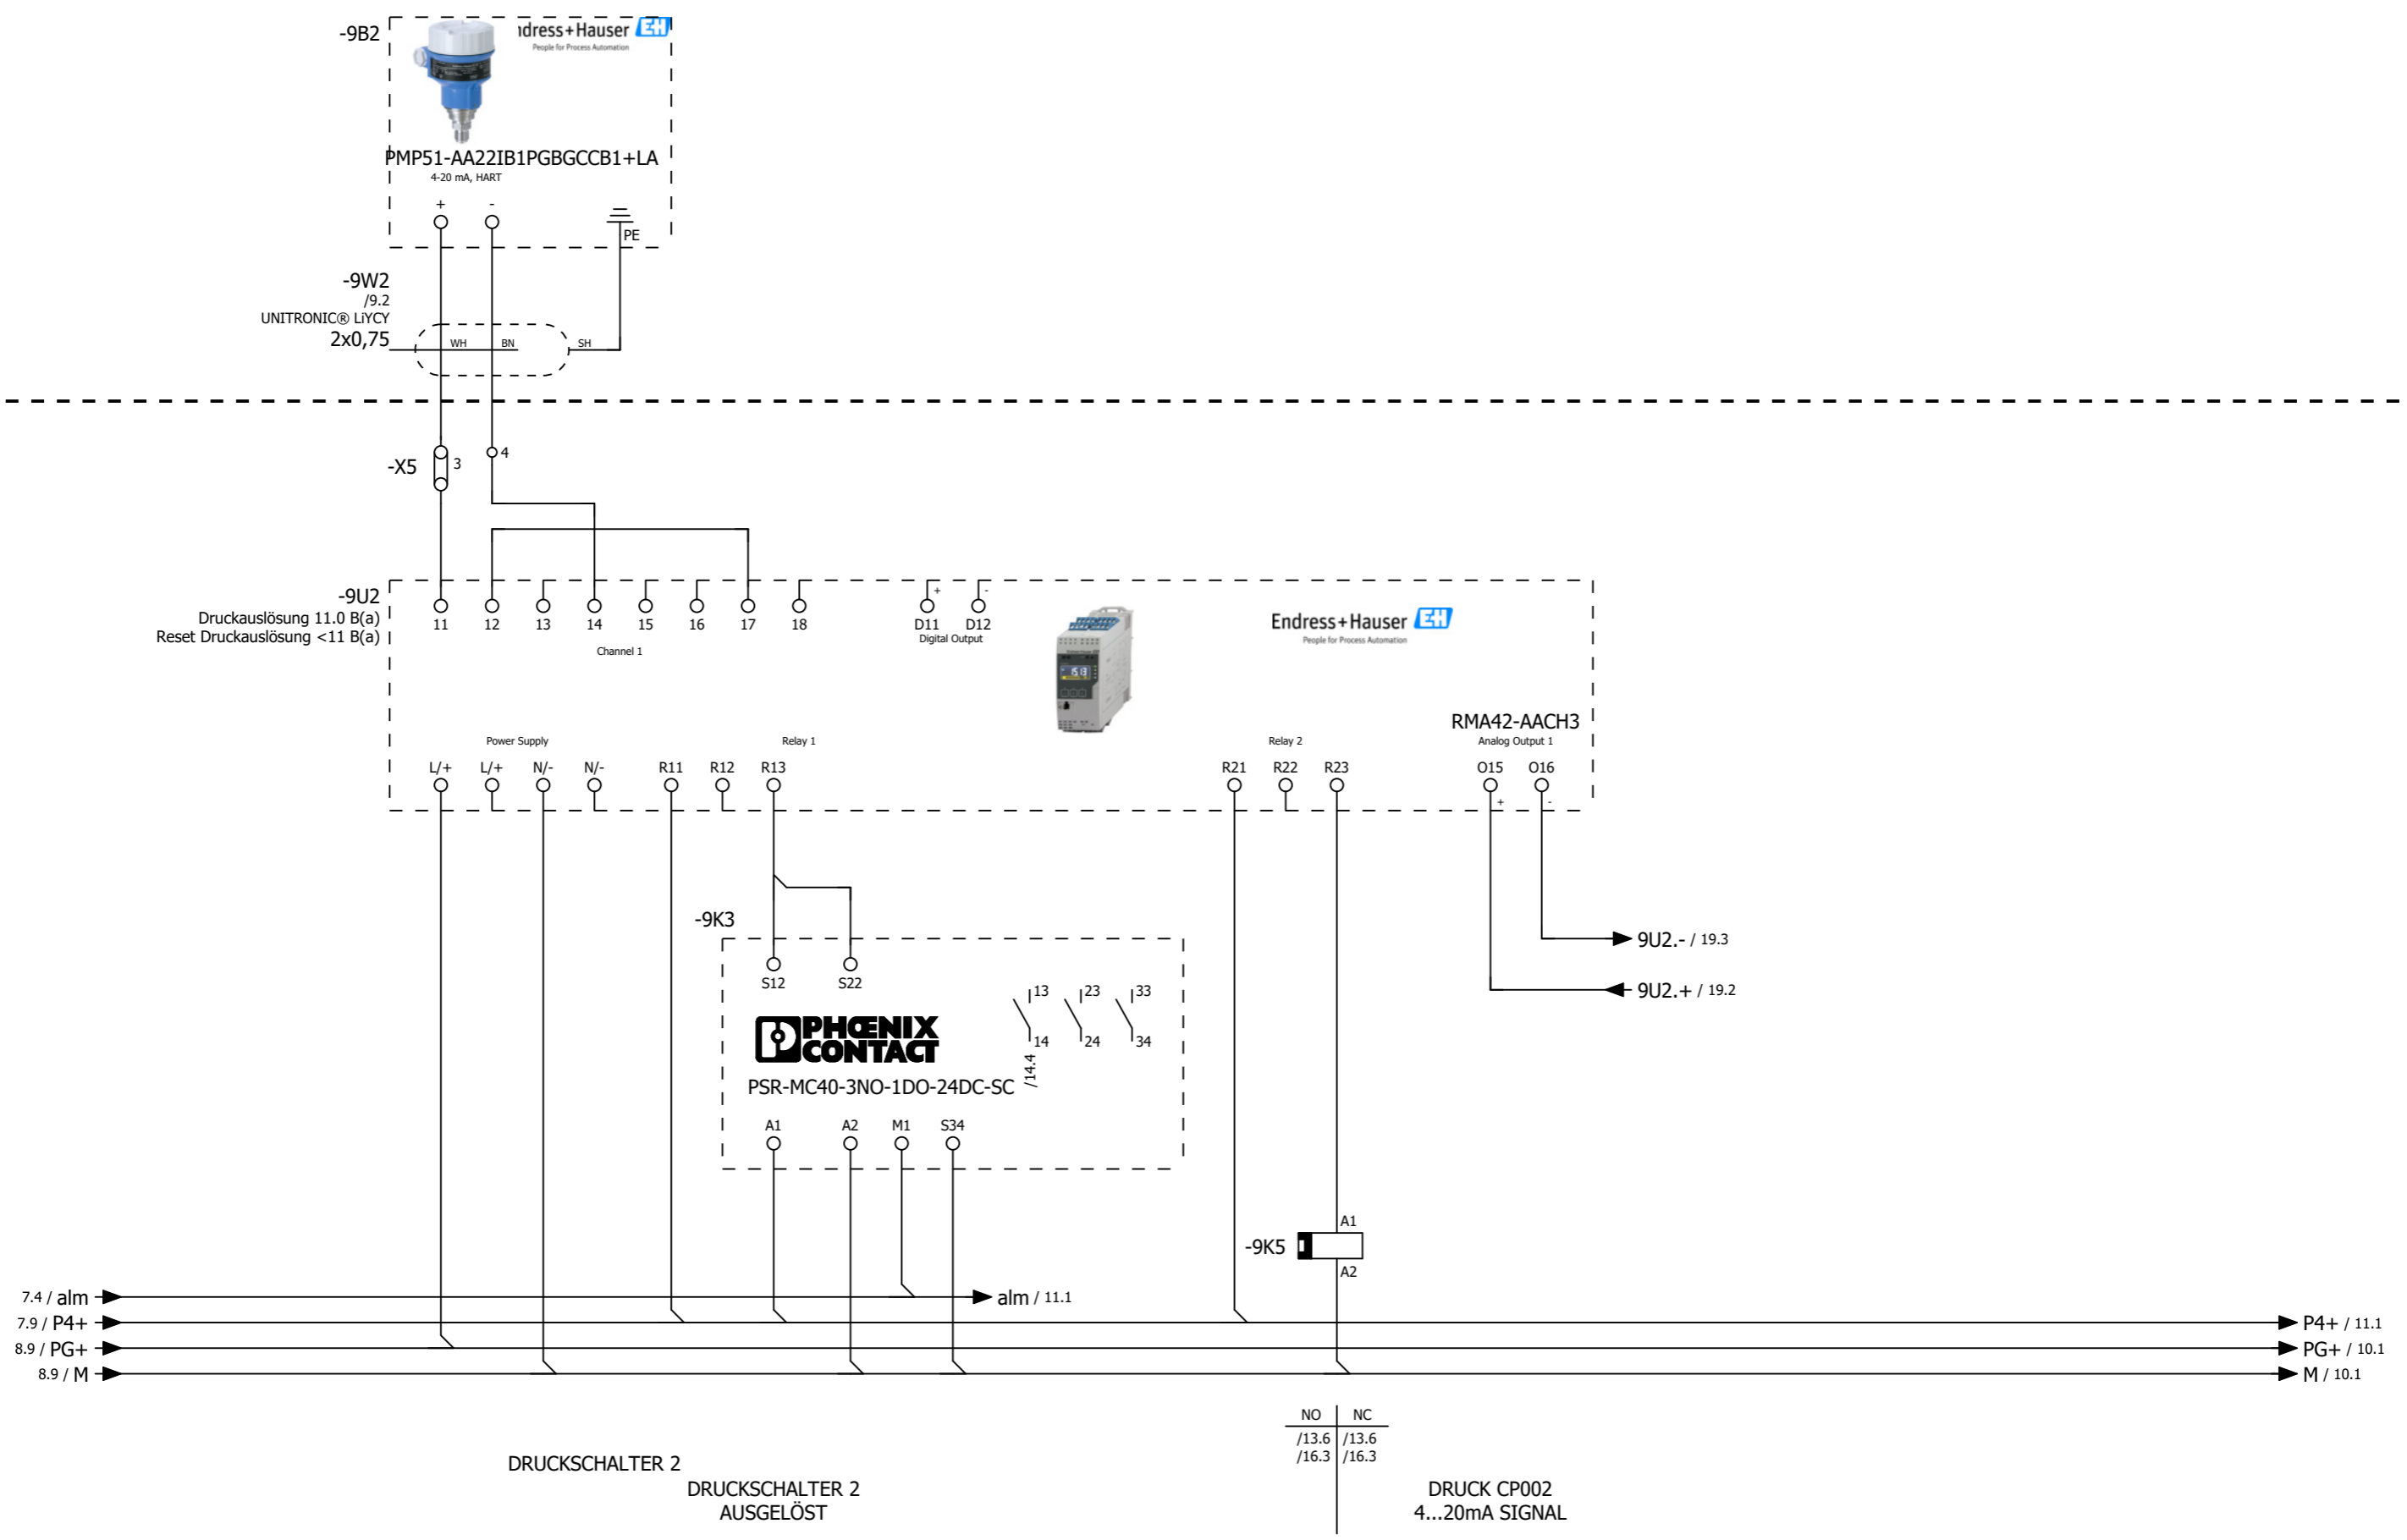 -9B2
ndress+Hauser EH
People for Process Automation
PMP51-AA22IB1PGBGCCB1+LA
4-20 mA, HART
+ -
PE
-9W2
/9.2
UNITRONIC® LiYCY
2x0,75
WH BN SH
-X5 3 4
-9U2
Druckauslösung 11.0 B(a)
Reset Druckauslösung <11 B(a)
11 12 13 14 15 16 17 18
Channel 1
+ -
D11 D12
Digital Output
Endress+Hauser EH
People for Process Automation
RMA42-AACH3
Power Supply Relay 1 Relay 2 Analog Output 1
L/+ L/+ N/- N/- R11 R12 R13 R21 R22 R23 O15 O16
+ -
-9K3
S12 S22
13 23 33
14 24 34
/14.4
PHŒNIX
CONTACT
PSR-MC40-3NO-1DO-24DC-SC
A1 A2 M1 S34
9U2.- / 19.3
9U2.+ / 19.2
A1
-9K5
A2
7.4 / alm alm / 11.1
7.9 / P4+ P4+ / 11.1
8.9 / PG+ PG+ / 10.1
8.9 / M M / 10.1
NO NC
/13.6 /13.6
/16.3 /16.3
DRUCKSCHALTER 2
DRUCKSCHALTER 2
AUSGELÖST
DRUCK CP002
4...20mA SIGNAL